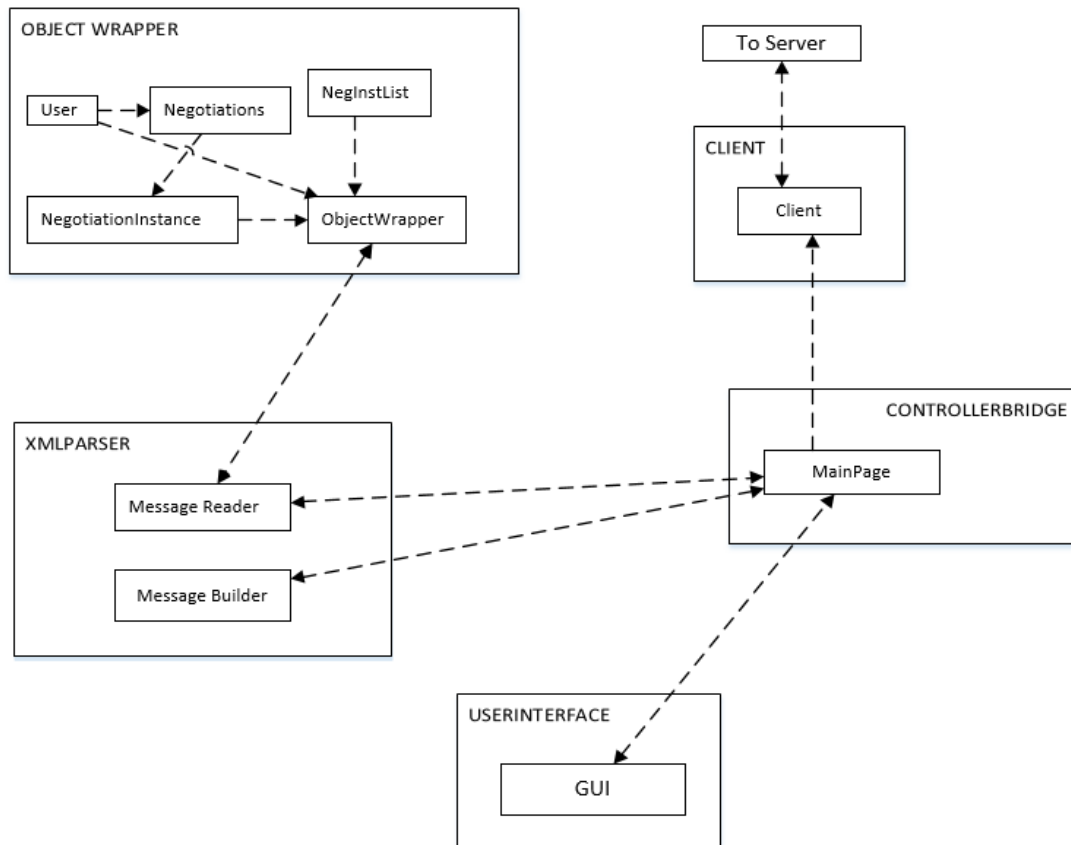 OBJECT WRAPPER
User
Negotiations
NegInstList
NegotiationInstance
ObjectWrapper
To Server
CLIENT
Client
XMLPARSER
Message Reader
Message Builder
CONTROLLERBRIDGE
MainPage
USERINTERFACE
GUI